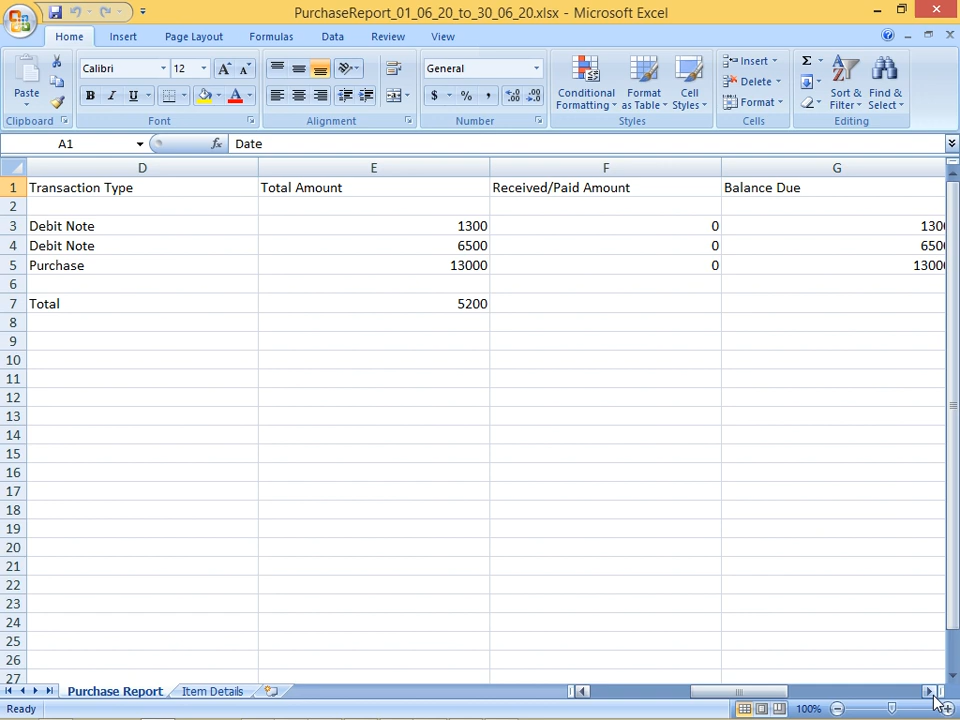 PurchaseReport_01_06_20_to_30_06_20.xlsx - Microsoft Excel
Home Insert Page Layout Formulas Data Review View
Paste Calibri 12 A A General Conditional Formatting Format as Table Cell Styles Insert Delete Format Σ Sort & Filter Find & Select
B I U A $ % ,
Clipboard Font Alignment Number Styles Cells Editing
A1 fx Date
D E F G
1 Transaction Type Total Amount Received/Paid Amount Balance Due
2
3 Debit Note 1300 0 1300
4 Debit Note 6500 0 6500
5 Purchase 13000 0 13000
6
7 Total 5200
8
9
10
11
12
13
14
15
16
17
18
19
20
21
22
23
24
25
26
27
Purchase Report Item Details
Ready 100%